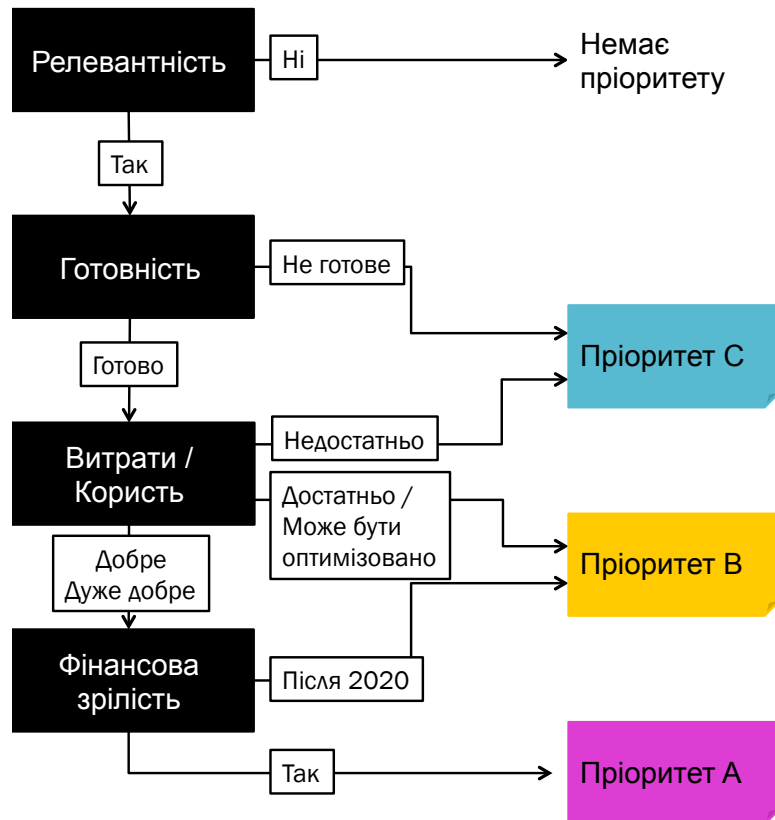 Релевантність
Ні
Немає
пріоритету
Так
Готовність
Не готове
Пріоритет С
Готово
Витрати /
Користь
Недостатньо
Достатньо /
Може бути
оптимізовано
Пріоритет В
Добре
Дуже добре
Фінансова
зрілість
Після 2020
Так
Пріоритет А